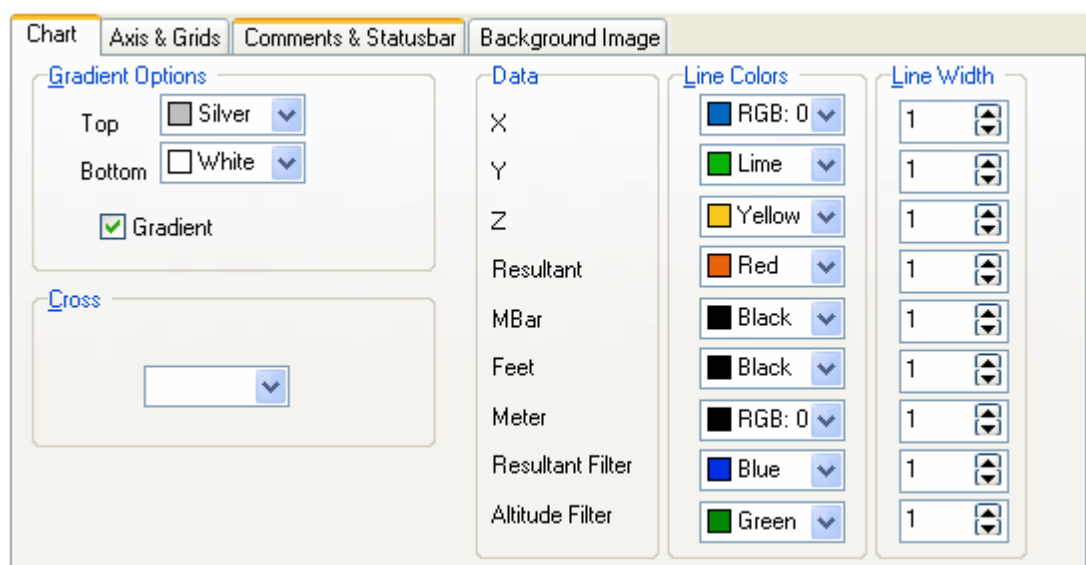 Chart Axis & Grids Comments & Statusbar Background Image
Gradient Options
Top Silver
Bottom White
Gradient
Cross
Data Line Colors Line Width
X RGB: 0 1
Y Lime 1
Z Yellow 1
Resultant Red 1
MBar Black 1
Feet Black 1
Meter RGB: 0 1
Resultant Filter Blue 1
Altitude Filter Green 1